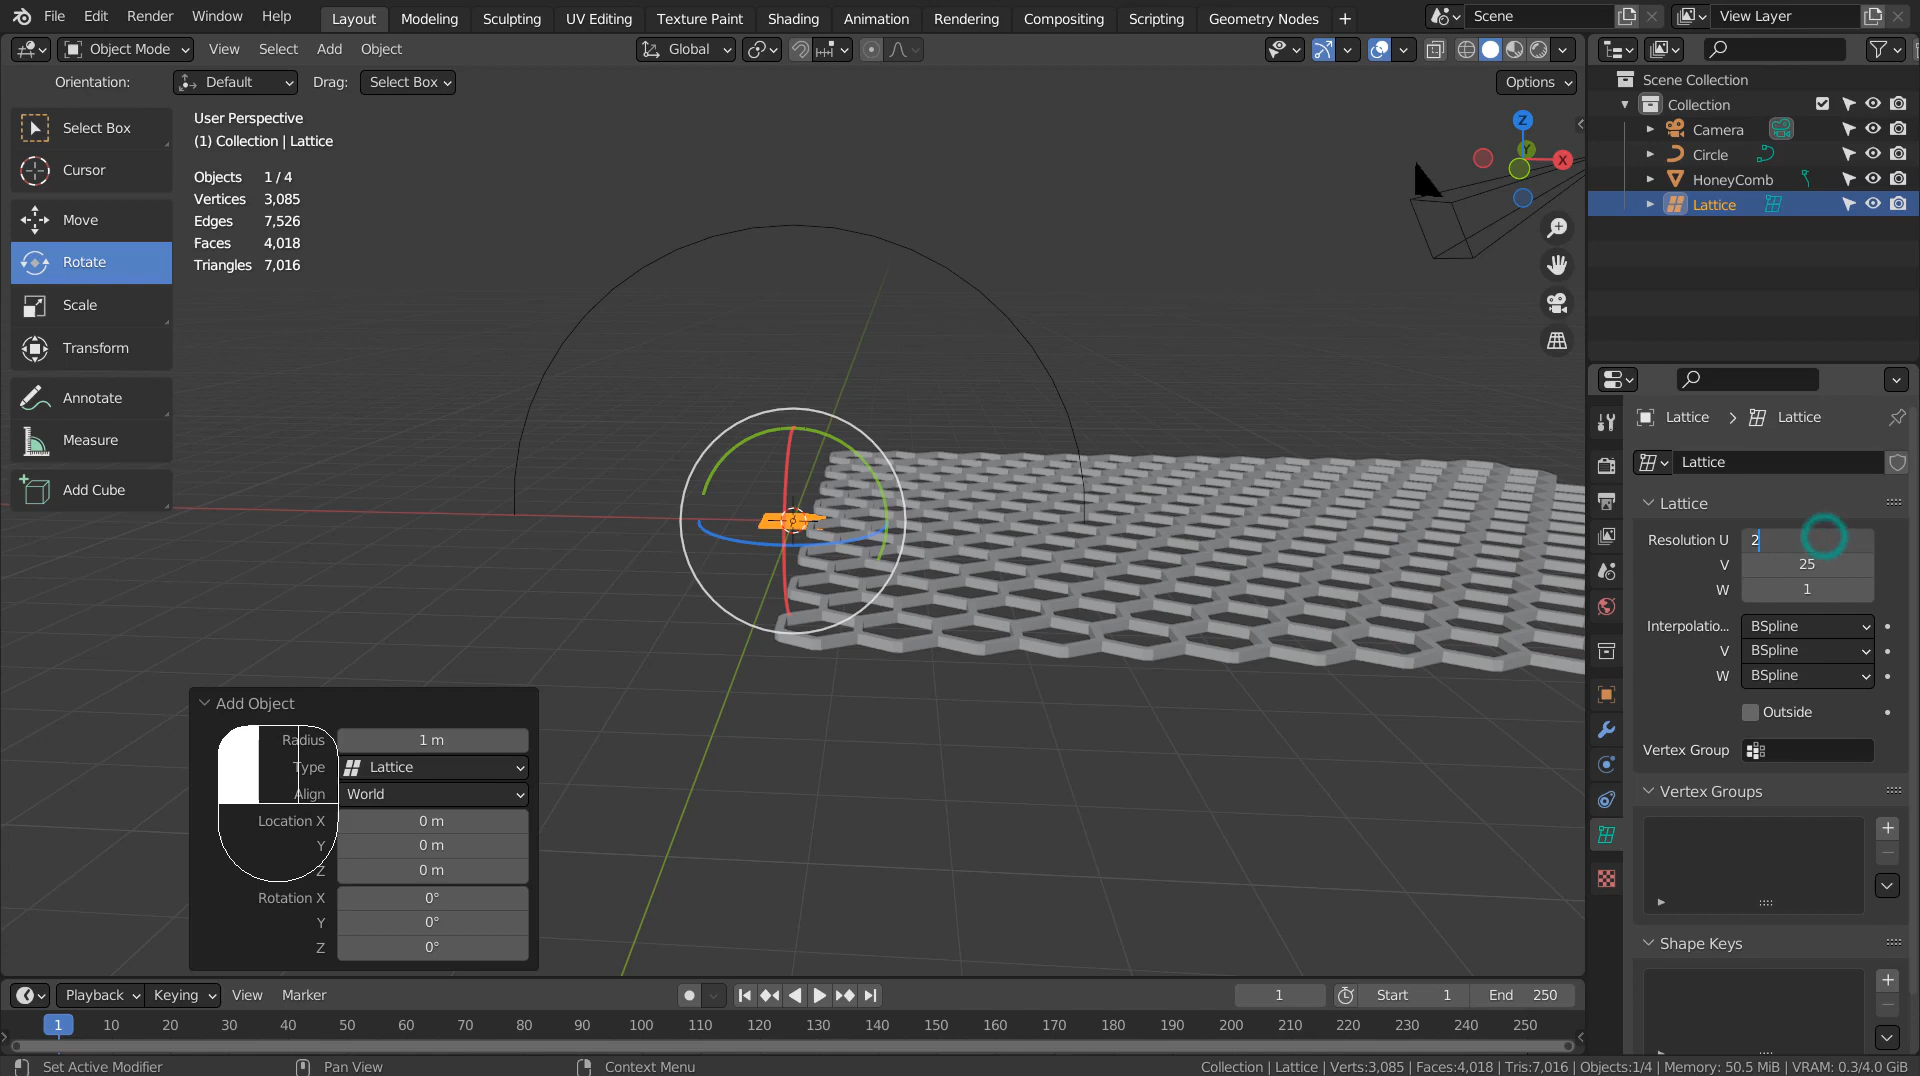 File Edit Render Window Help Layout Modeling Sculpting UV Editing Texture Paint Shading Animation Rendering Compositing Scripting Geometry Nodes Scene View Layer
Object Mode View Select Add Object Global
Orientation: Default Drag: Select Box Options
Select Box
Cursor
Move
Rotate
Scale
Transform
Annotate
Measure
Add Cube
User Perspective
(1) Collection | Lattice
Objects 1 / 4
Vertices 3,085
Edges 7,526
Faces 4,018
Triangles 7,016
Z
Y
X
Add Object
Radius 1 m
Type Lattice
Align World
Location X 0 m
Y 0 m
Z 0 m
Rotation X 0°
Y 0°
Z 0°
Scene Collection
Collection
Camera
Circle
HoneyComb
Lattice
Lattice Lattice
Lattice
Lattice
Resolution U 2
V 25
W 1
Interpolatio... BSpline
V BSpline
W BSpline
Outside
Vertex Group
Vertex Groups
Shape Keys
Playback Keying View Marker 1 Start 1 End 250
1 10 20 30 40 50 60 70 80 90 100 110 120 130 140 150 160 170 180 190 200 210 220 230 240 250
Set Active Modifier Pan View Context Menu Collection | Lattice | Verts:3,085 | Faces:4,018 | Tris:7,016 | Objects:1/4 | Memory: 50.5 MiB | VRAM: 0.3/4.0 GiB